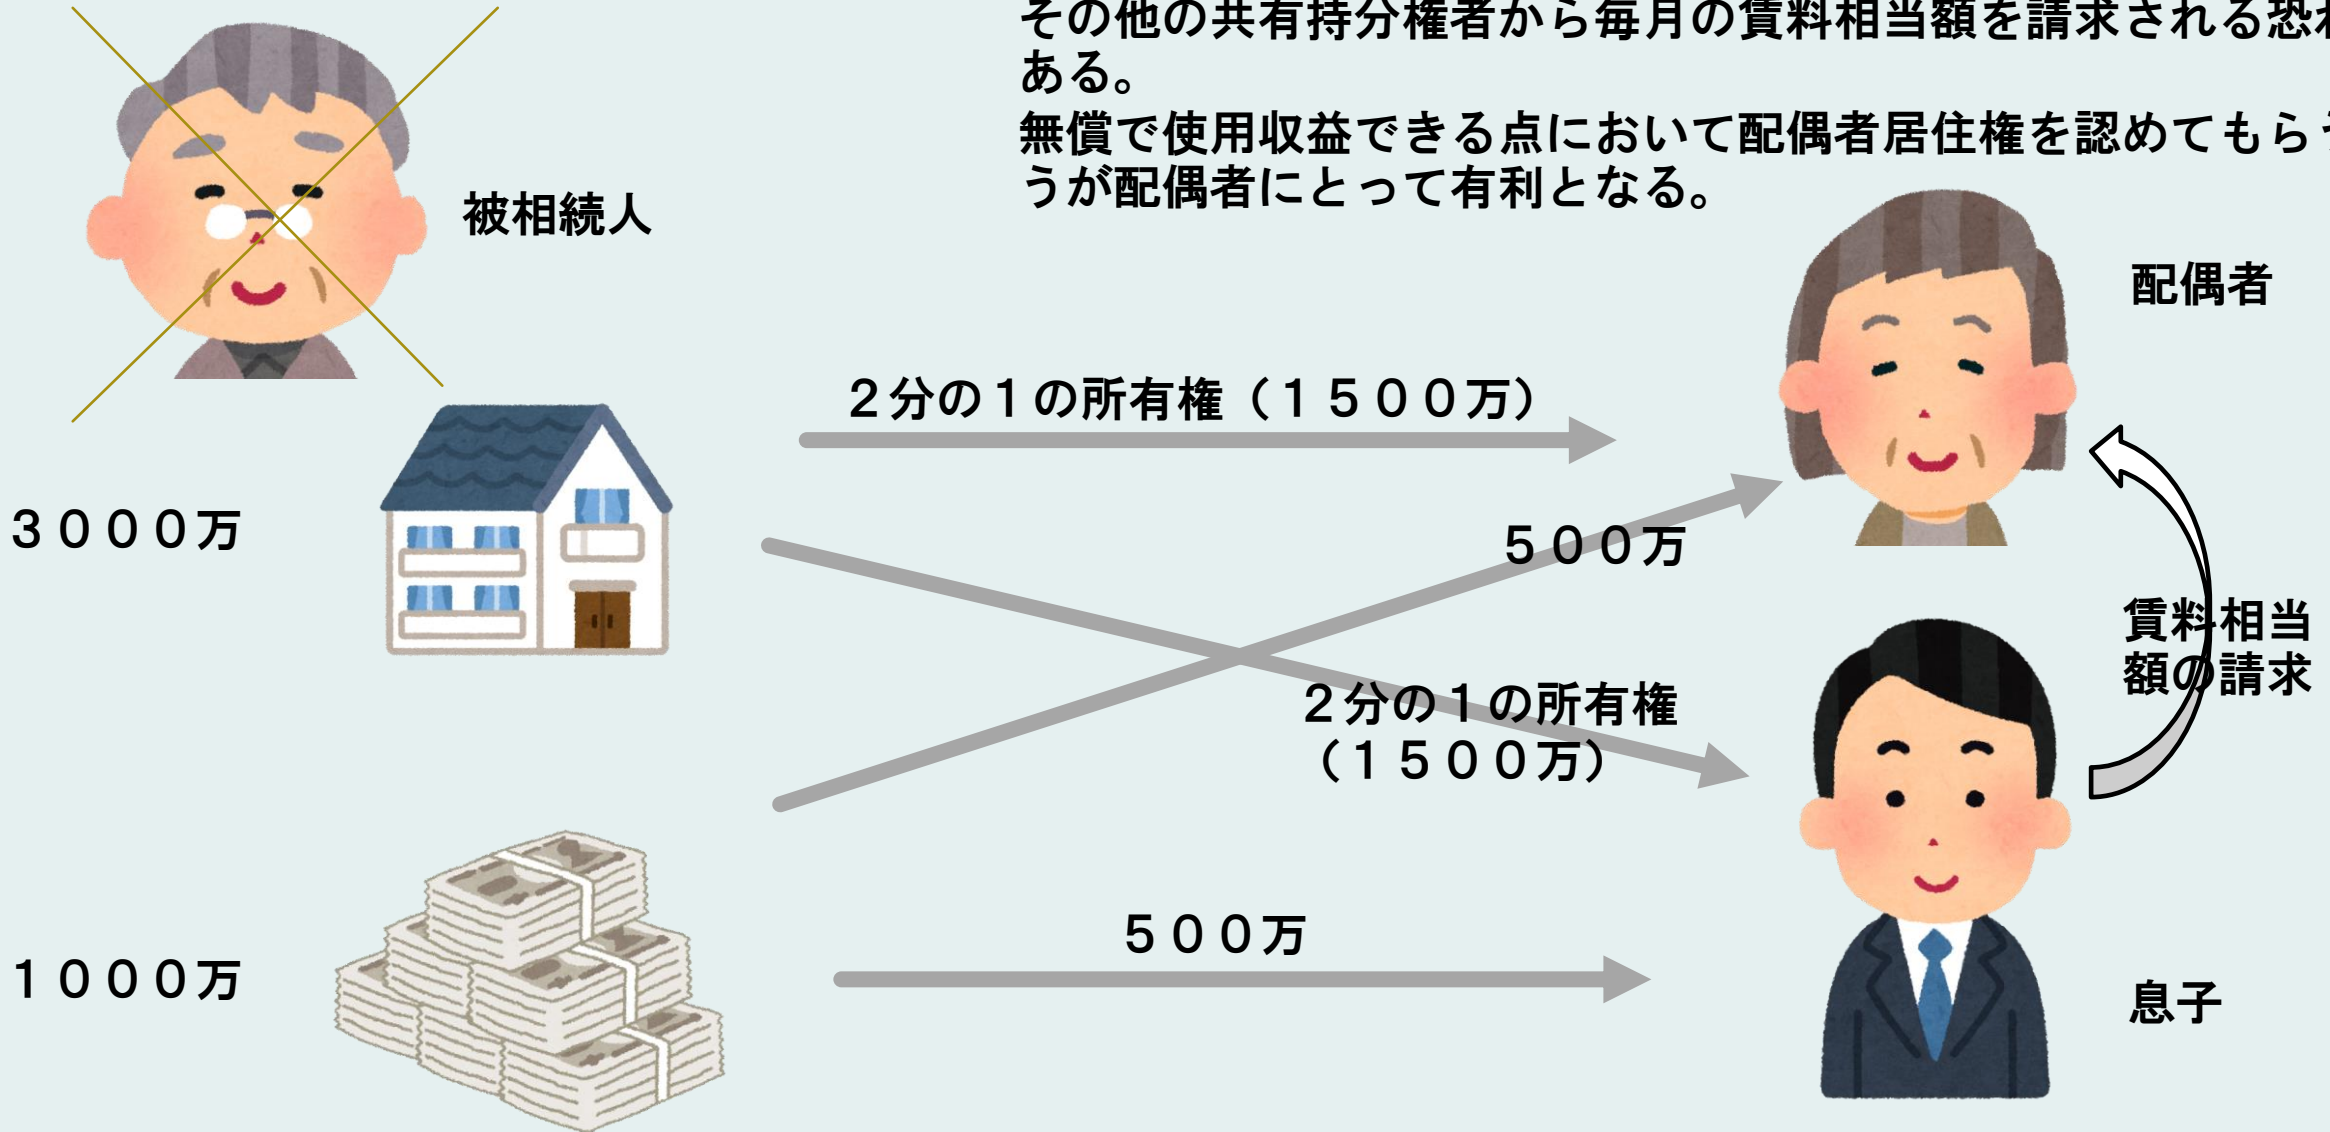 その他の共有持分権者から毎月の賃料相当額を請求される恐
ある。
無償で使用収益できる点において配偶者居住権を認めてもらう
うが配偶者にとって有利となる。
被相続人
配偶者
２分の１の所有権（１５００万）
３０００万
５００万
賃料相当
額の請求
２分の１の所有権
（１５００万）
５００万
１０００万
息子